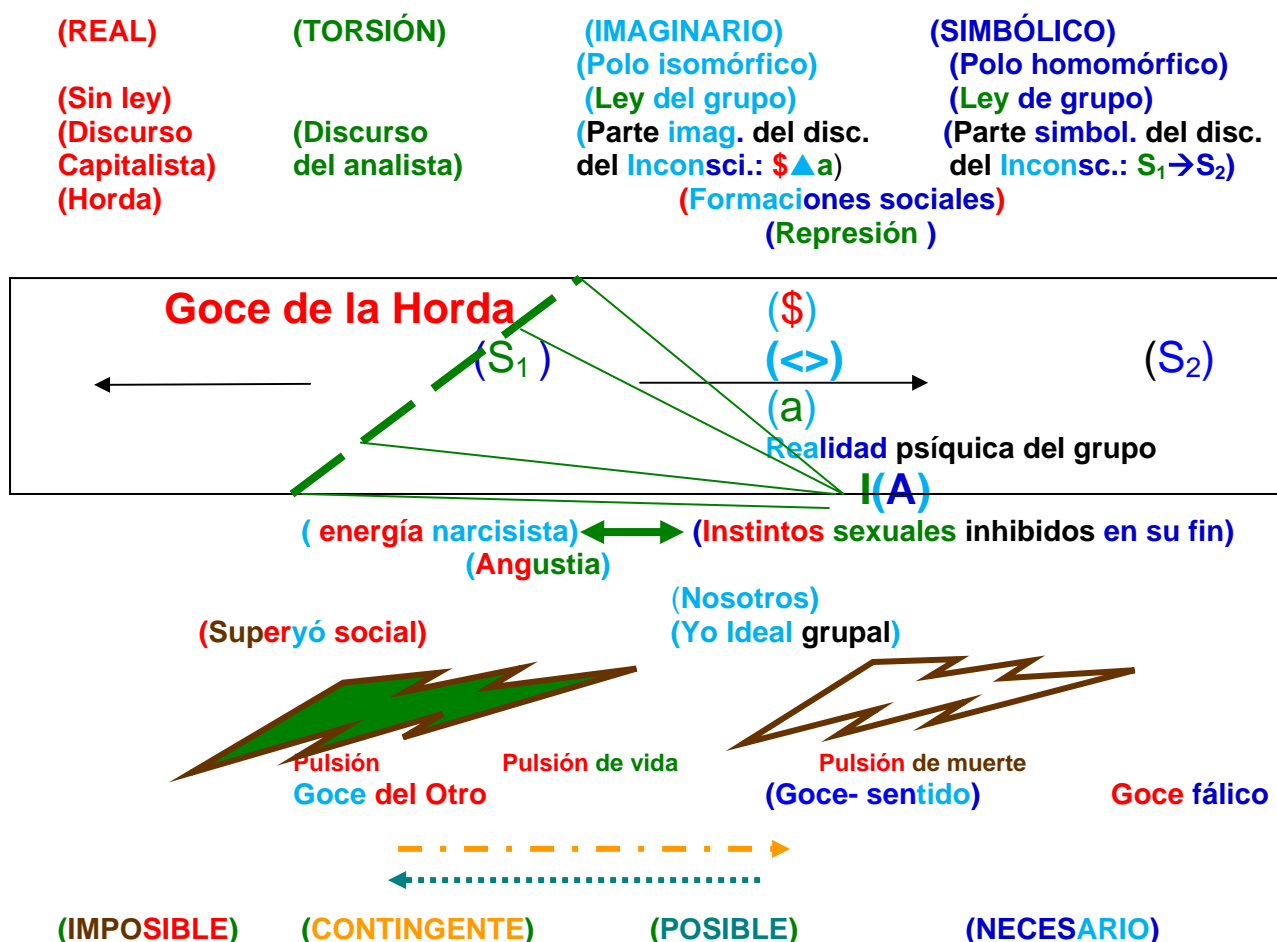 (REAL) (TORSIÓN) (IMAGINARIO) (SIMBÓLICO)
(Polo isomórfico) (Polo homomórfico)
(Sin ley) (Ley del grupo) (Ley de grupo)
(Discurso (Discurso (Parte imag. del disc. (Parte simbol. del disc.
Capitalista) del analista) del Inconsci.: $▲a) del Inconsc.: S₁→S₂)
(Horda) (Formaciones sociales)
(Represión )
Goce de la Horda ($)
(S₁ ) (<>) (S₂)
(a)
Realidad psíquica del grupo
I(A)
( energía narcisista) (Instintos sexuales inhibidos en su fin)
(Angustia)
(Nosotros)
(Superyó social) (Yo Ideal grupal)
Pulsión Pulsión de vida Pulsión de muerte
Goce del Otro (Goce- sentido) Goce fálico
(IMPOSIBLE) (CONTINGENTE) (POSIBLE) (NECESARIO)